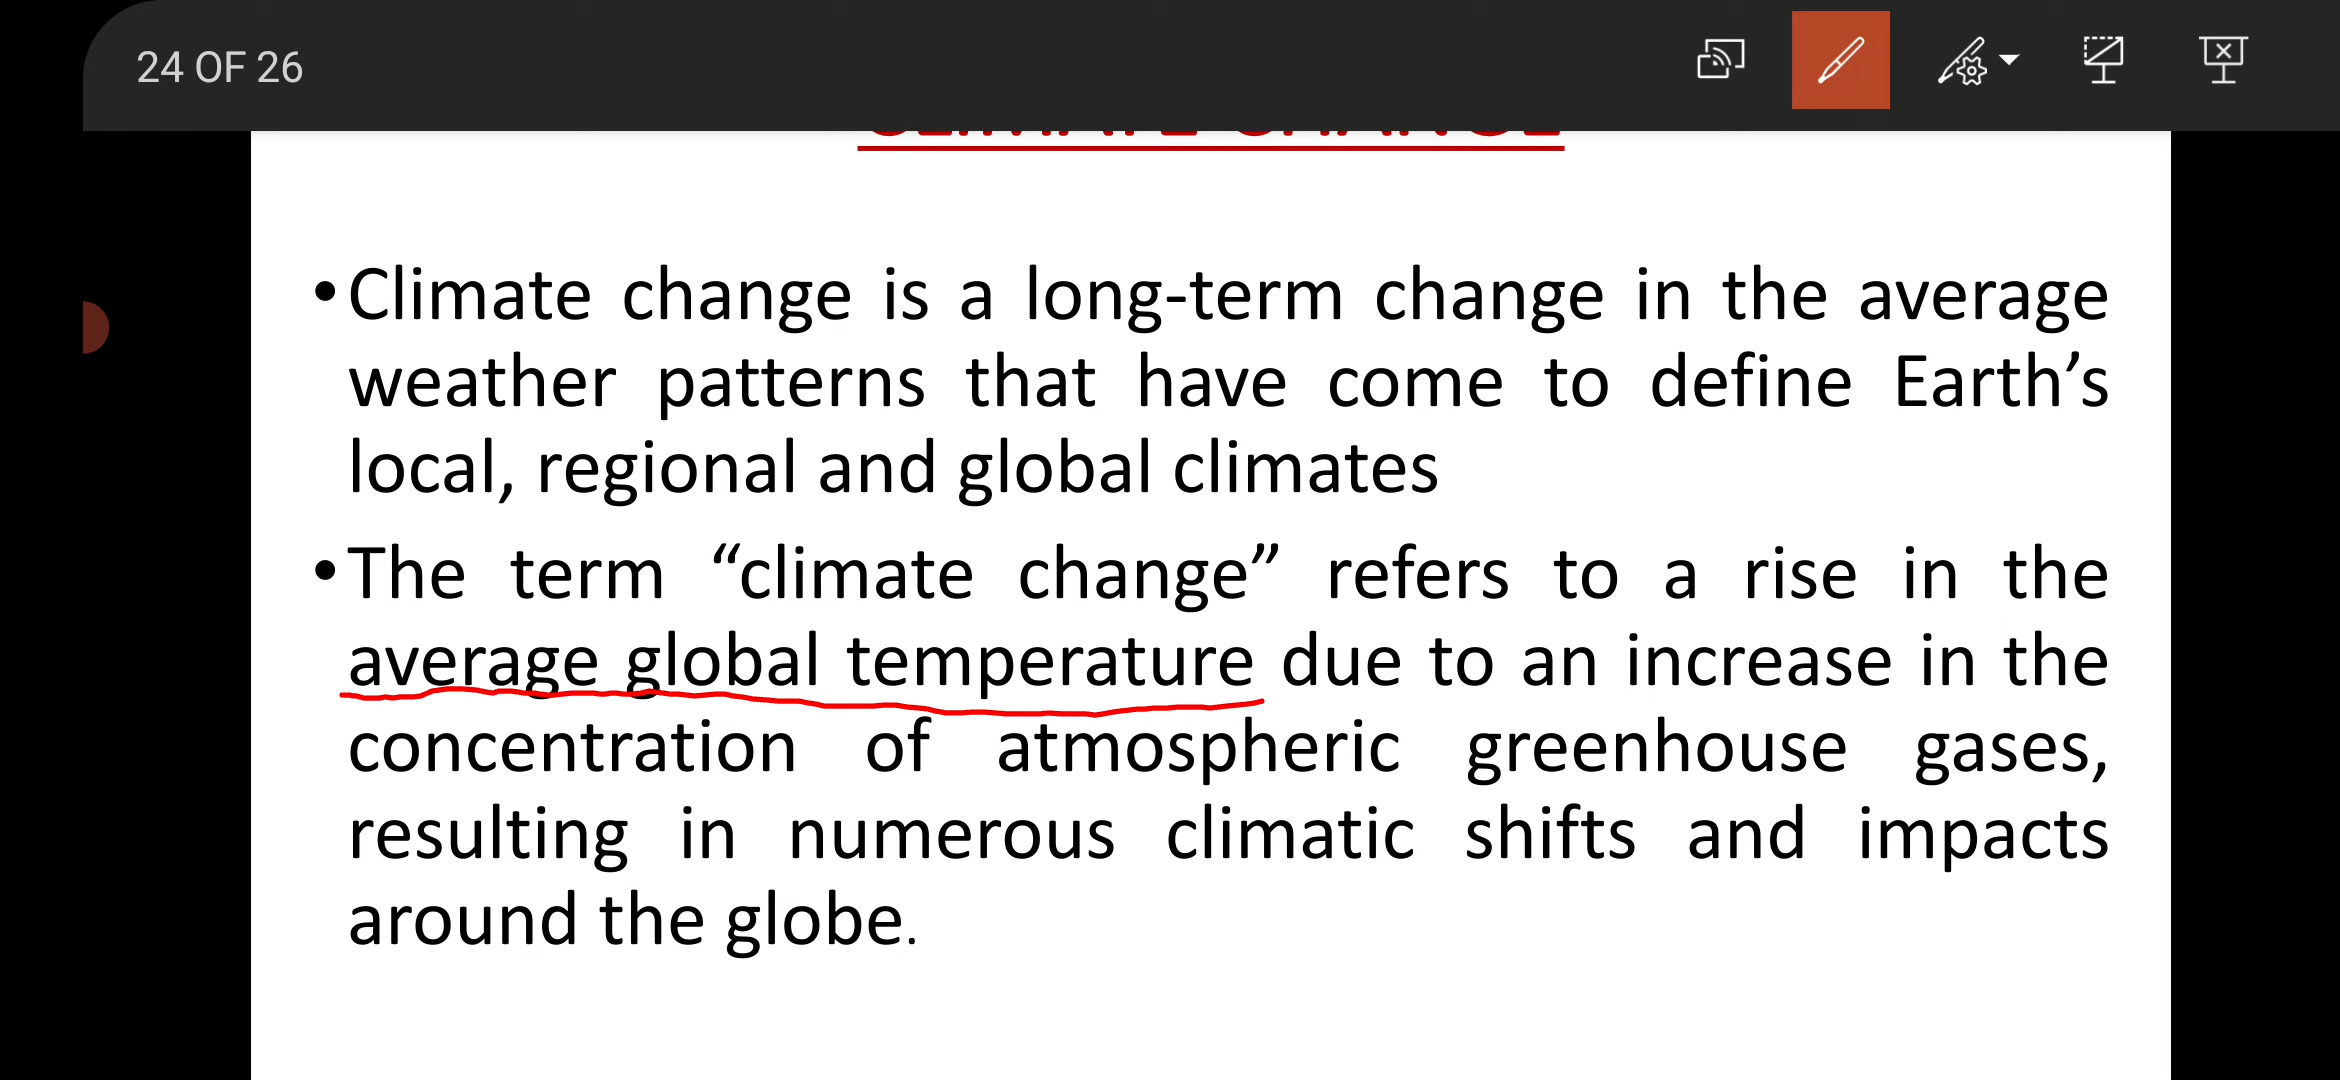 24 OF 26
CLIMATE CHANGE
•Climate change is a long-term change in the average
weather patterns that have come to define Earth’s
local, regional and global climates
•The term “climate change” refers to a rise in the
average global temperature due to an increase in the
concentration of atmospheric greenhouse gases,
resulting in numerous climatic shifts and impacts
around the globe.